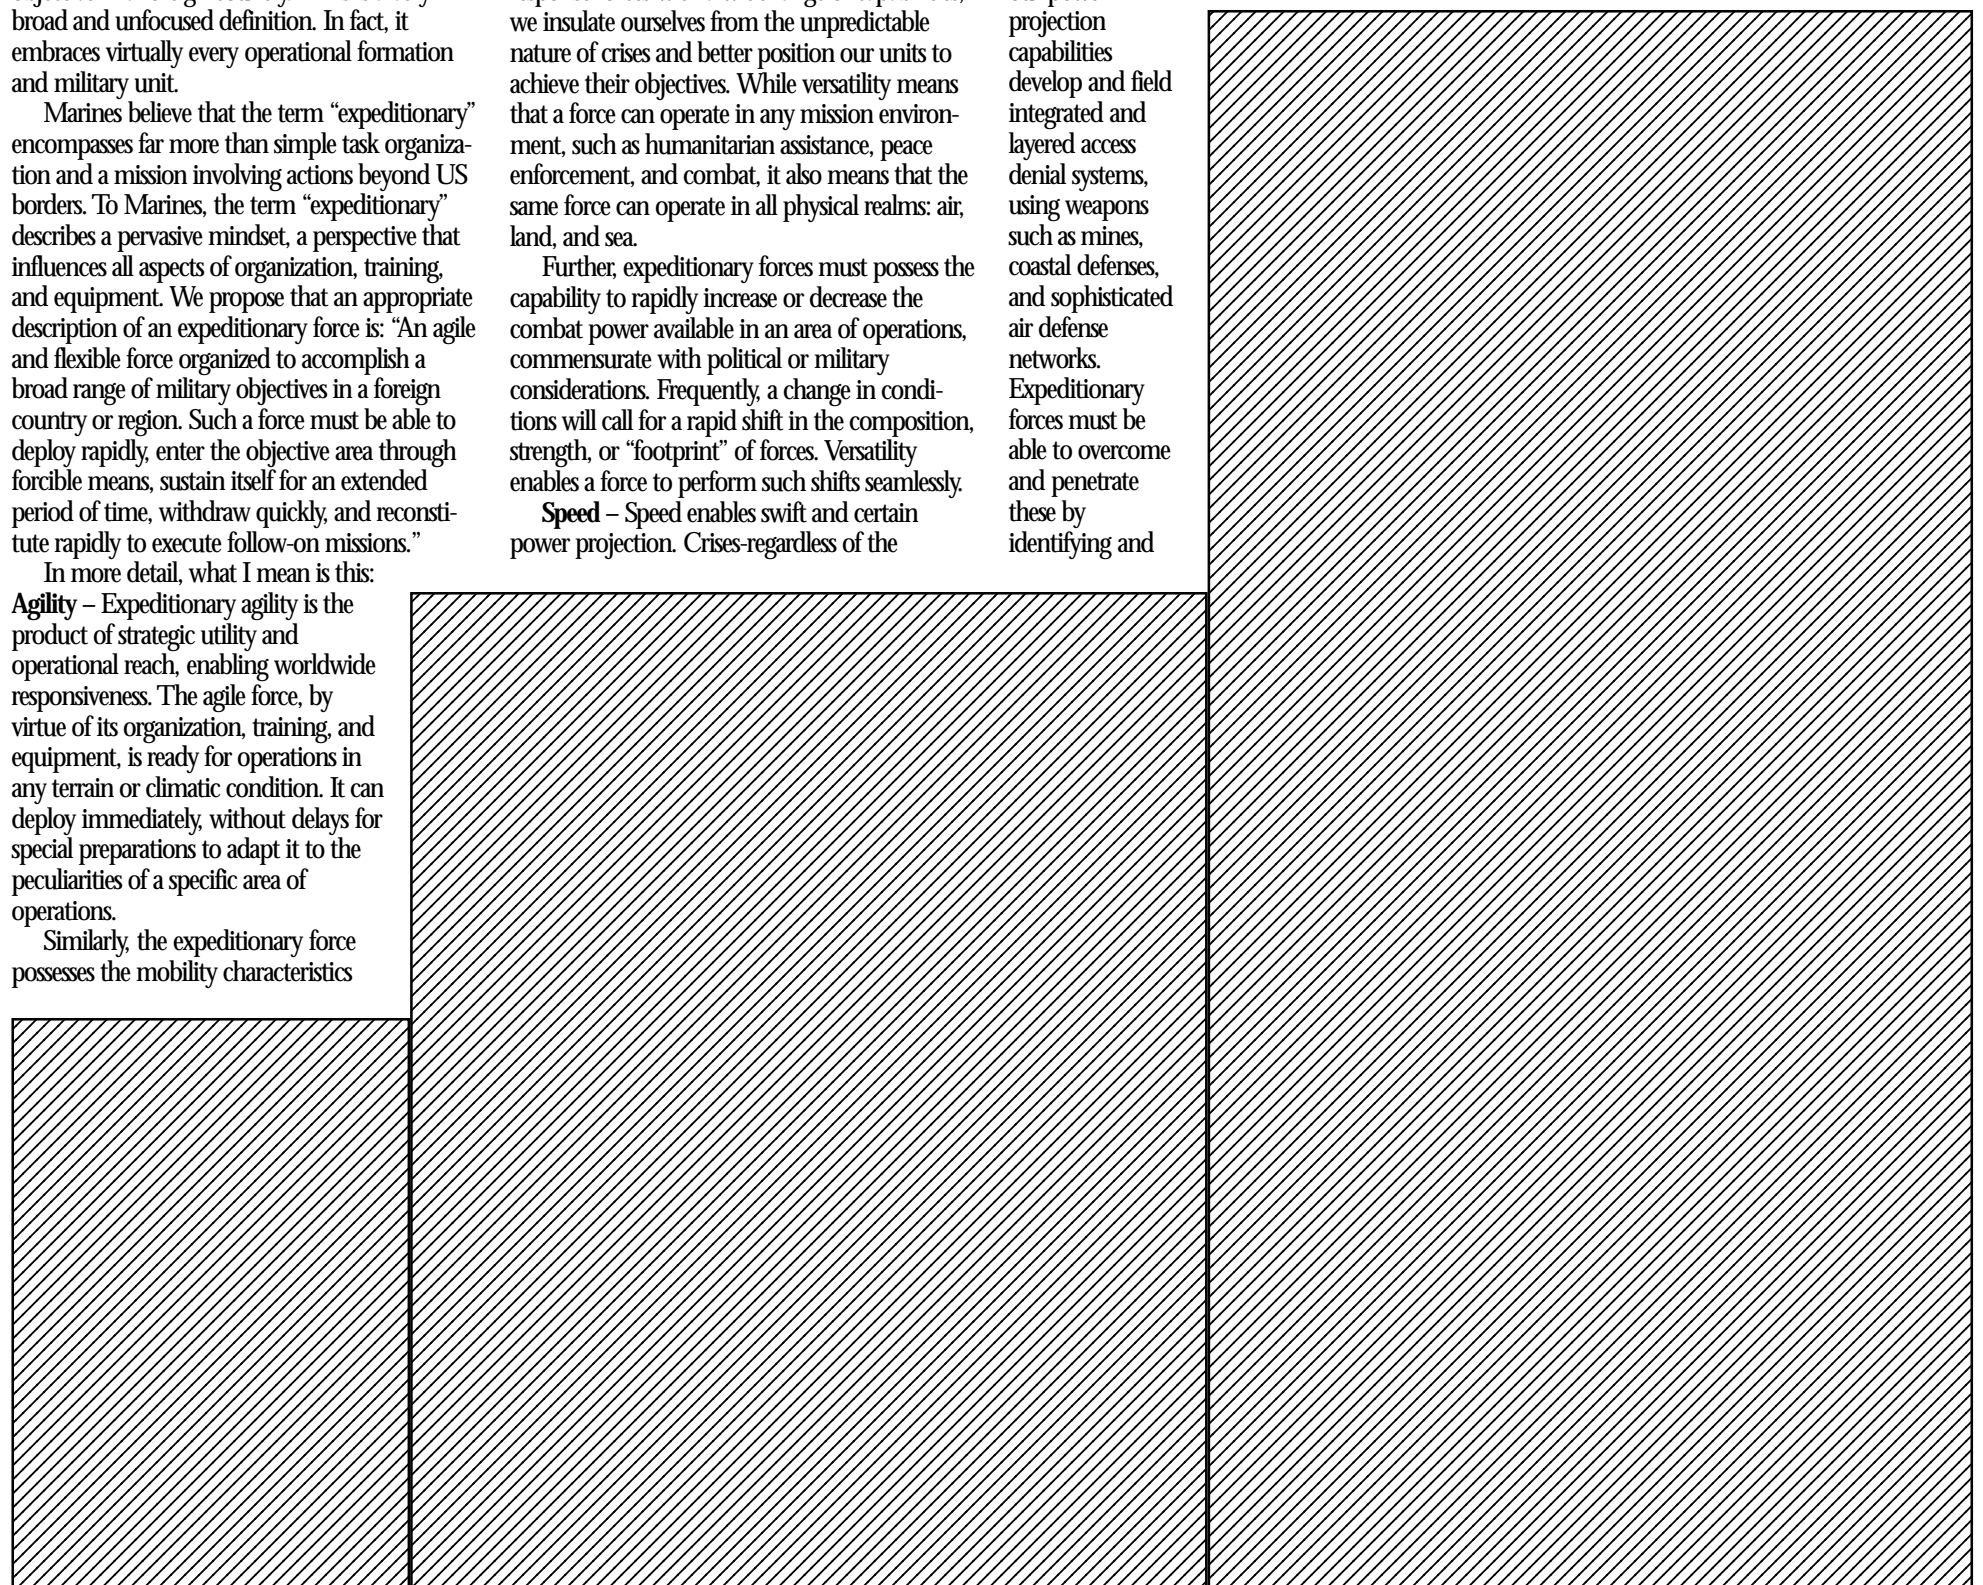 broad and unfocused definition. In fact, it
embraces virtually every operational formation
and military unit.
Marines believe that the term “expeditionary”
encompasses far more than simple task organiza-
tion and a mission involving actions beyond US
borders. To Marines, the term “expeditionary”
describes a pervasive mindset, a perspective that
influences all aspects of organization, training,
and equipment. We propose that an appropriate
description of an expeditionary force is: “An agile
and flexible force organized to accomplish a
broad range of military objectives in a foreign
country or region. Such a force must be able to
deploy rapidly, enter the objective area through
forcible means, sustain itself for an extended
period of time, withdraw quickly, and reconsti-
tute rapidly to execute follow-on missions.”
In more detail, what I mean is this:
Agility – Expeditionary agility is the
product of strategic utility and
operational reach, enabling worldwide
responsiveness. The agile force, by
virtue of its organization, training, and
equipment, is ready for operations in
any terrain or climatic condition. It can
deploy immediately, without delays for
special preparations to adapt it to the
peculiarities of a specific area of
operations.
Similarly, the expeditionary force
possesses the mobility characteristics
we insulate ourselves from the unpredictable
nature of crises and better position our units to
achieve their objectives. While versatility means
that a force can operate in any mission environ-
ment, such as humanitarian assistance, peace
enforcement, and combat, it also means that the
same force can operate in all physical realms: air,
land, and sea.
Further, expeditionary forces must possess the
capability to rapidly increase or decrease the
combat power available in an area of operations,
commensurate with political or military
considerations. Frequently, a change in condi-
tions will call for a rapid shift in the composition,
strength, or “footprint” of forces. Versatility
enables a force to perform such shifts seamlessly.
Speed – Speed enables swift and certain
power projection. Crises-regardless of the
projection
capabilities
develop and field
integrated and
layered access
denial systems,
using weapons
such as mines,
coastal defenses,
and sophisticated
air defense
networks.
Expeditionary
forces must be
able to overcome
and penetrate
these by
identifying and